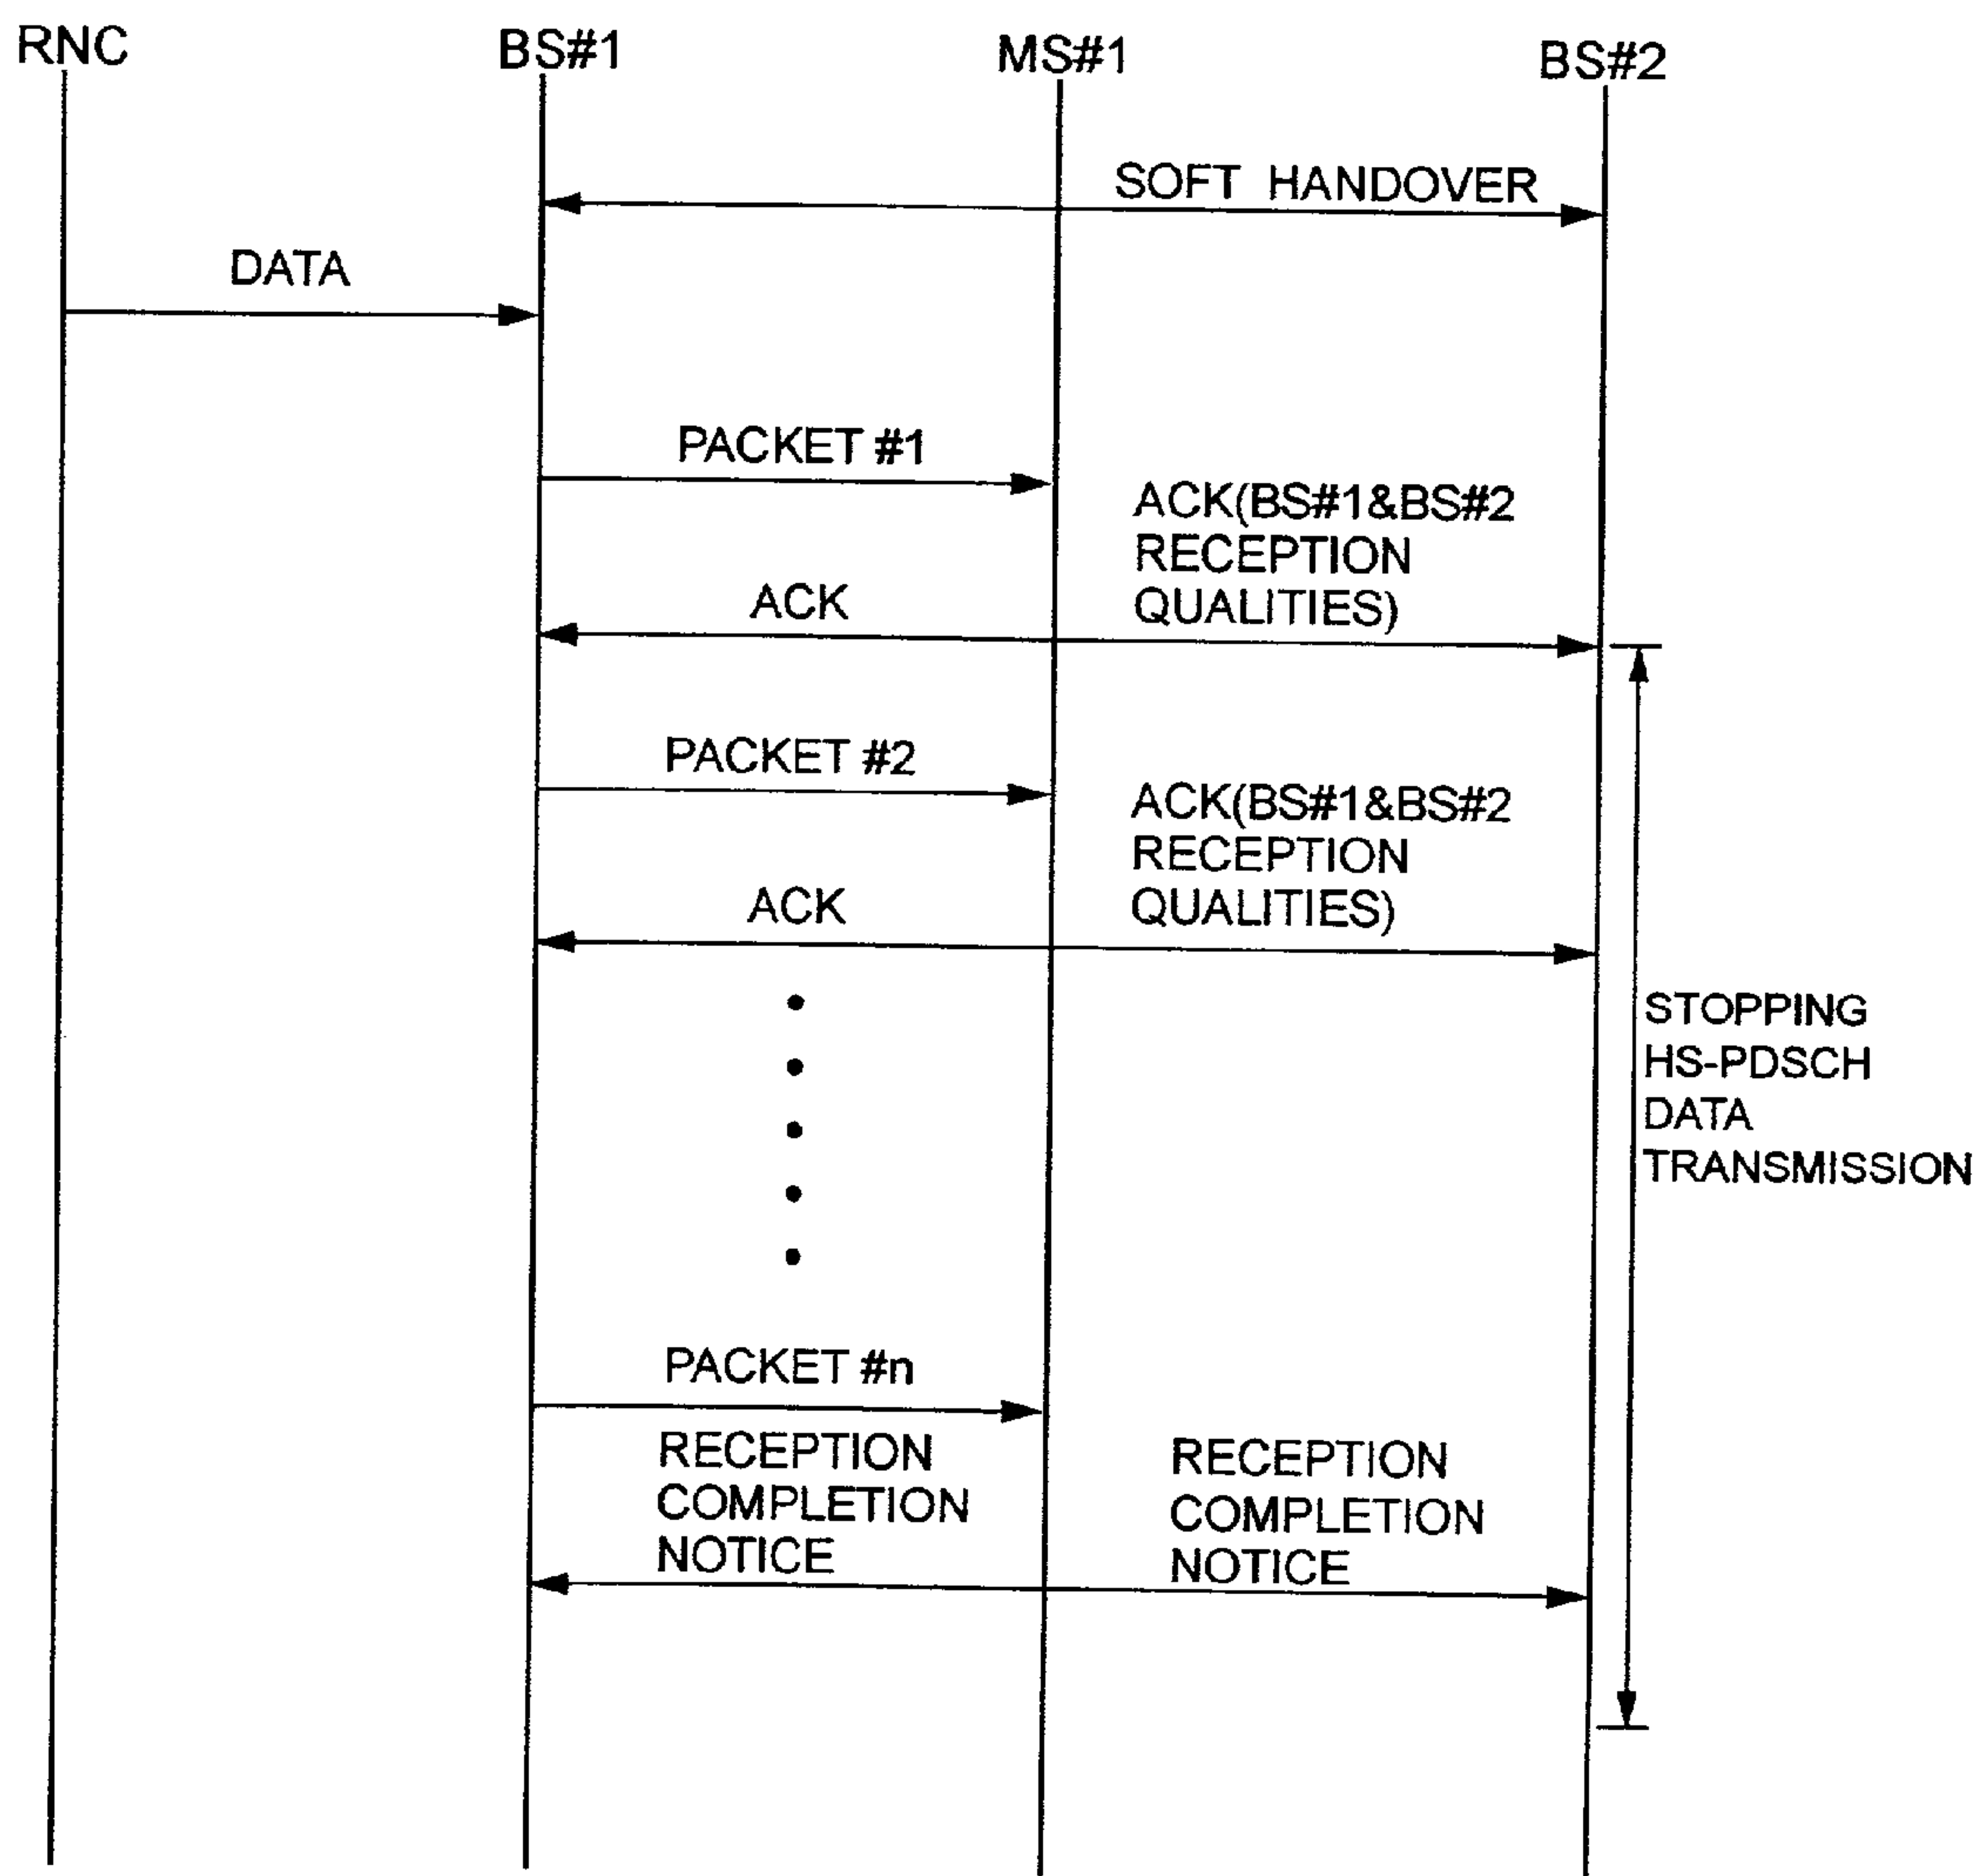 RNC
BS#1
MS#1
BS#2
SOFT HANDOVER
DATA
PACKET #1
ACK(BS#1&BS#2
RECEPTION
QUALITIES)
ACK
PACKET #2
ACK(BS#1&BS#2
RECEPTION
QUALITIES)
ACK
STOPPING
HS-PDSCH
DATA
TRANSMISSION
PACKET #n
RECEPTION
COMPLETION
NOTICE
RECEPTION
COMPLETION
NOTICE